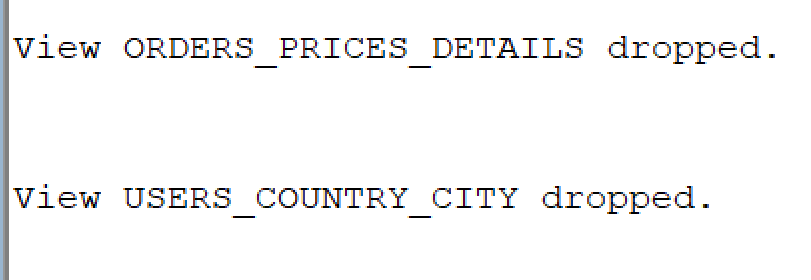 View ORDERS_PRICES_DETAILS dropped.
View USERS_COUNTRY_CITY dropped.